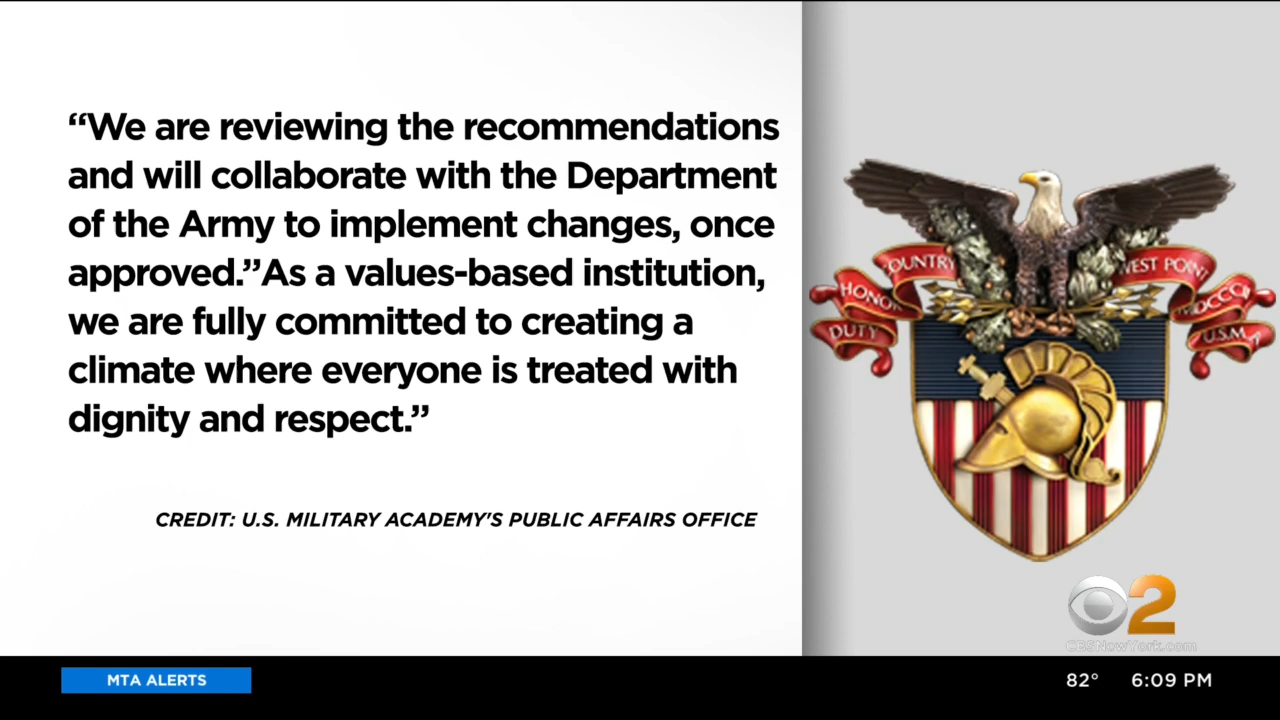 “We are reviewing the recommendations
and will collaborate with the Department
of the Army to implement changes, once
approved.”As a values-based institution,
we are fully committed to creating a
climate where everyone is treated with
dignity and respect.”
CREDIT: U.S. MILITARY ACADEMY'S PUBLIC AFFAIRS OFFICE
COUNTRY
HONOR
DUTY
WEST POINT
MDCCCII
U.S.M.
2
CBSNewYork.com
MTA ALERTS
82° 6:09 PM